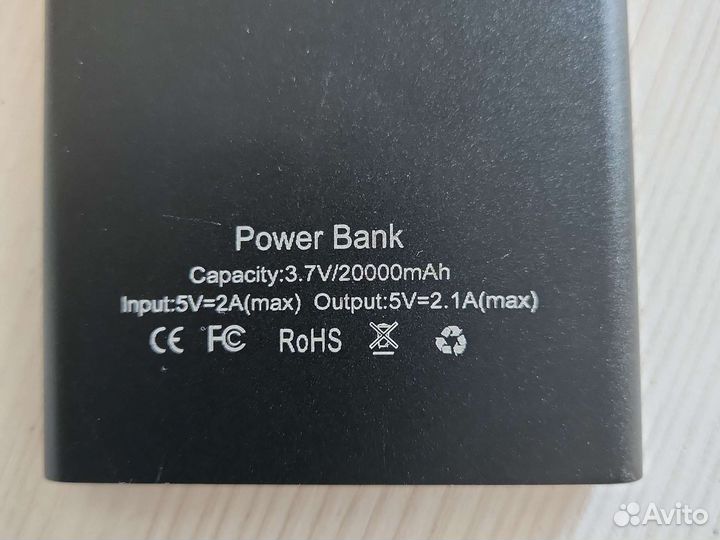 Power Bank
Capacity:3.7V/20000mAh
Input:5V=2A(max) Output:5V=2.1A(max)
CE FC RoHS
Avito